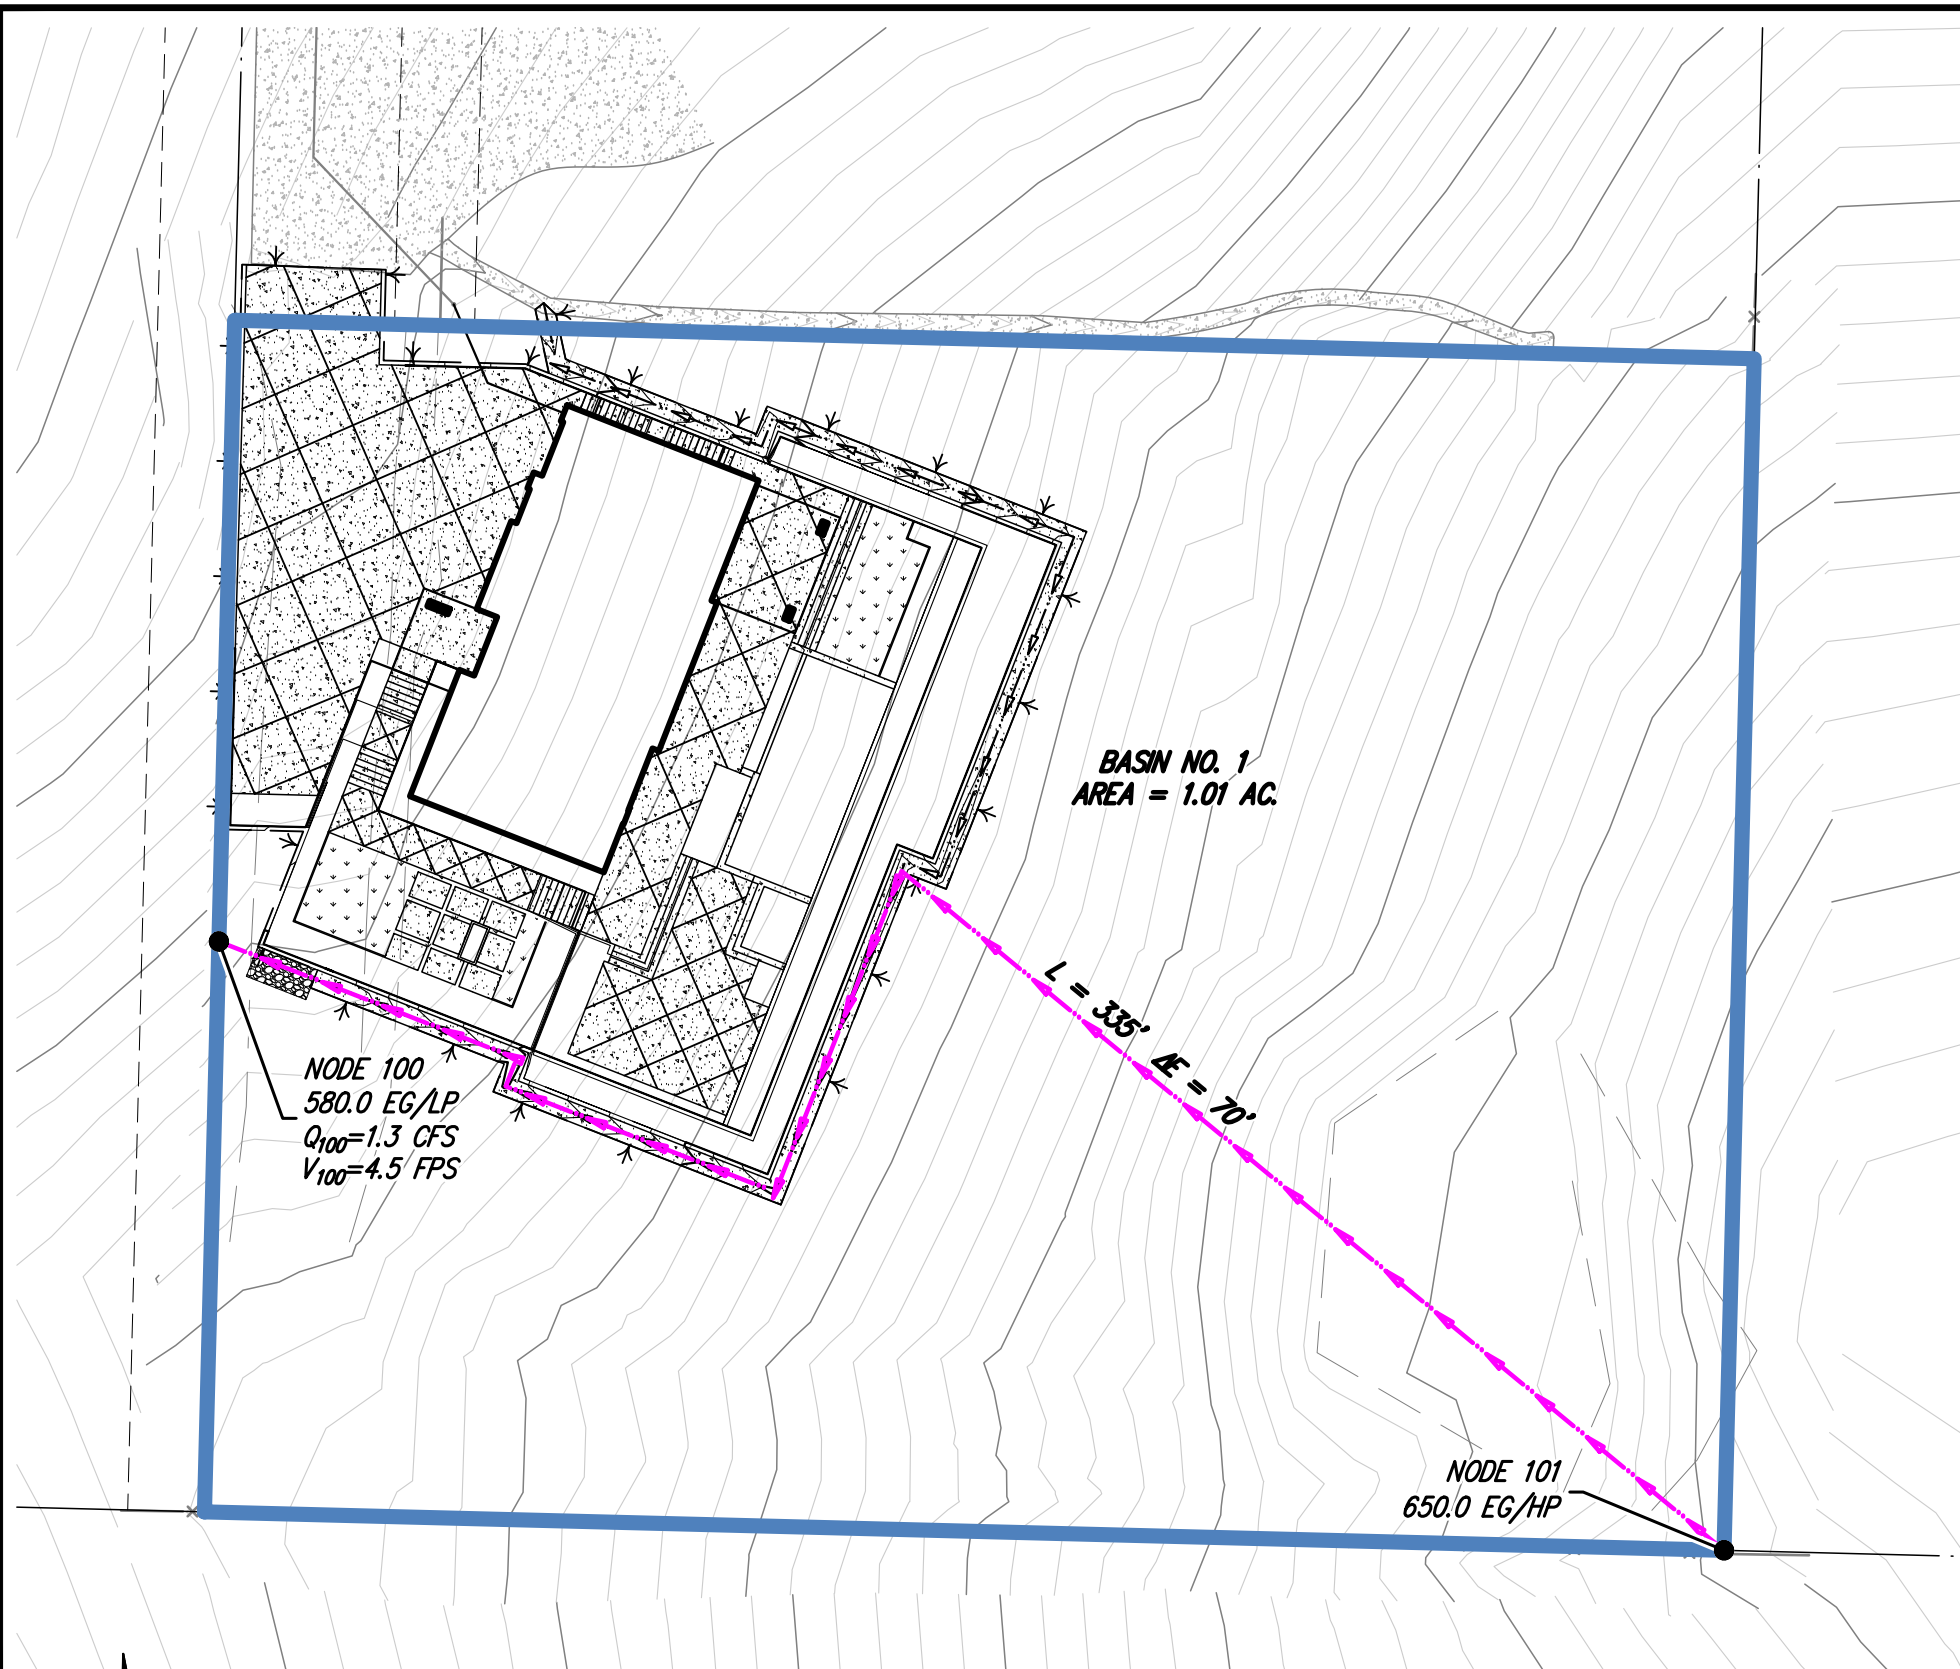 BASIN NO. 1
AREA = 1.01 AC.
L = 335' ΔE = 70'
NODE 100
580.0 EG/LP
Q100=1.3 CFS
V100=4.5 FPS
NODE 101
650.0 EG/HP